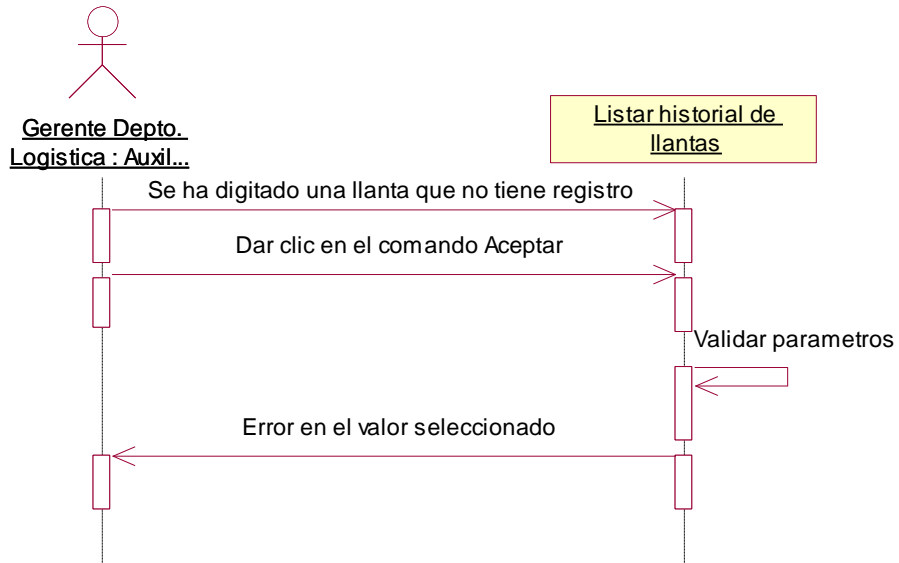 Gerente Depto.
Logistica : Auxil...
Listar historial de
llantas
Se ha digitado una llanta que no tiene registro
Dar clic en el comando Aceptar
Validar parametros
Error en el valor seleccionado